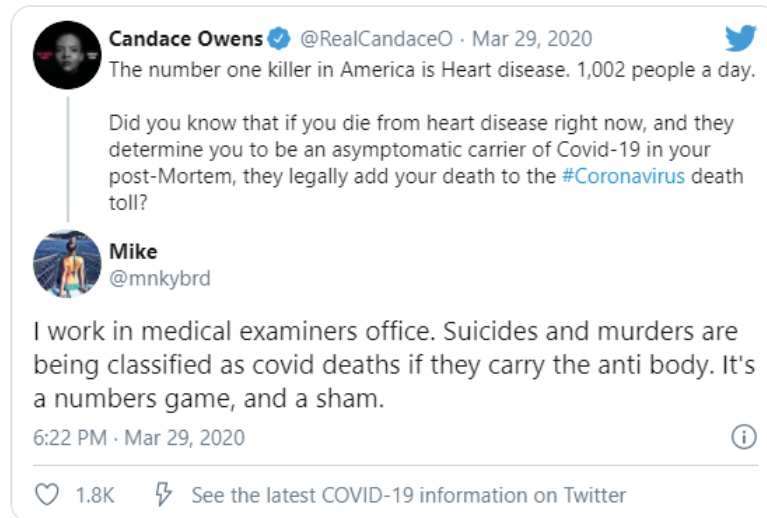 Candace Owens @RealCandaceO · Mar 29, 2020
The number one killer in America is Heart disease. 1,002 people a day.
Did you know that if you die from heart disease right now, and they
determine you to be an asymptomatic carrier of Covid-19 in your
post-Mortem, they legally add your death to the #Coronavirus death
toll?
Mike
@mnkybrd
I work in medical examiners office. Suicides and murders are
being classified as covid deaths if they carry the anti body. It's
a numbers game, and a sham.
6:22 PM · Mar 29, 2020
1.8K See the latest COVID-19 information on Twitter